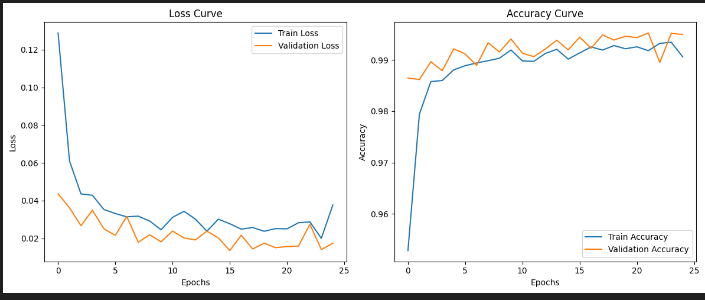 Loss Curve
Train Loss
Validation Loss
0.12
0.10
0.08
0.06
0.04
0.02
Loss
0
5
10
15
20
25
Epochs
Accuracy Curve
0.99
0.98
0.97
0.96
Accuracy
Train Accuracy
Validation Accuracy
0
5
10
15
20
25
Epochs